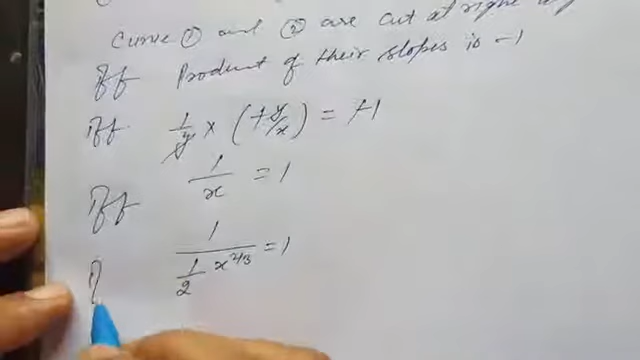 Curve ① and ② are cut at right
Iff Product of their slopes is -1
Iff 1/y × (+y/x) = +1
Iff 1/x = 1
Iff 1/(1/2 x^2/3) = 1